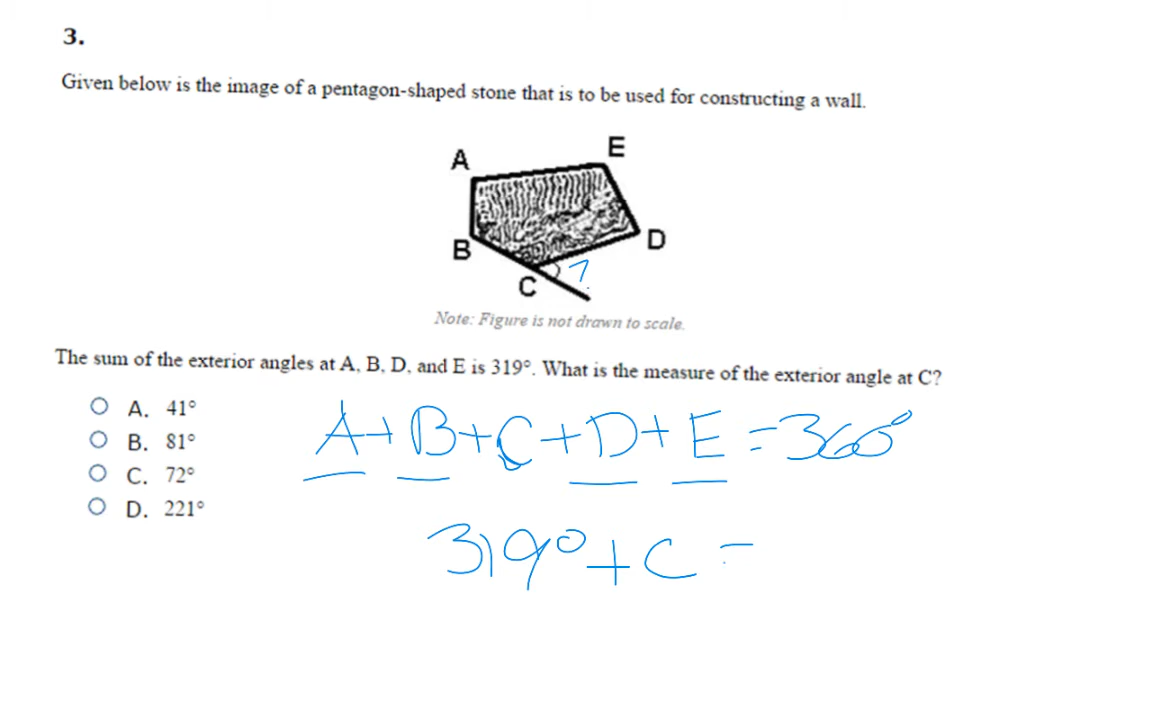 3.
Given below is the image of a pentagon-shaped stone that is to be used for constructing a wall.
A
E
B
D
?
C
Note: Figure is not drawn to scale.
The sum of the exterior angles at A, B, D, and E is 319°. What is the measure of the exterior angle at C?
A. 41°
B. 81°
C. 72°
D. 221°
A+B+C+D+E=360°
319°+C=